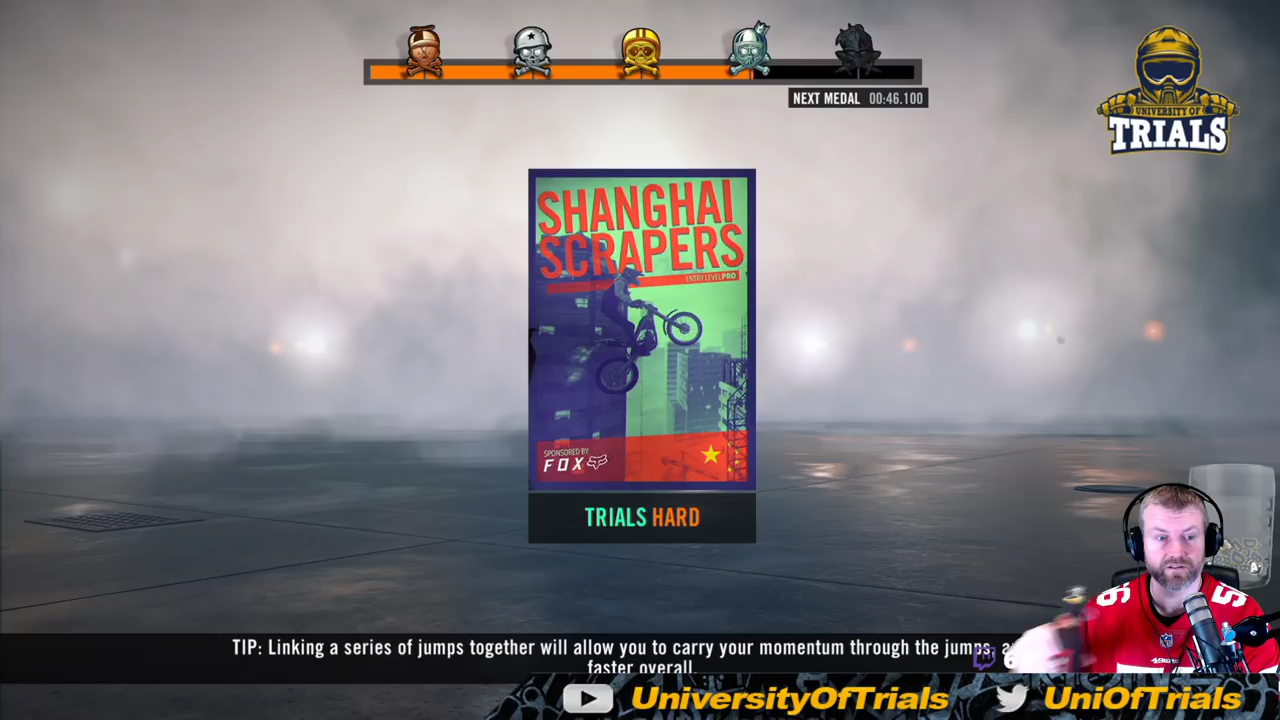 NEXT MEDAL 00:46.100
UNIVERSITY OF
TRIALS
SHANGHAI
SCRAPERS
ENTRY LEVEL PRO
SPONSORED BY
FOX
TRIALS HARD
TIP: Linking a series of jumps together will allow you to carry your momentum through the jumps, a
faster overall.
UniversityOfTrials
UniOfTrials